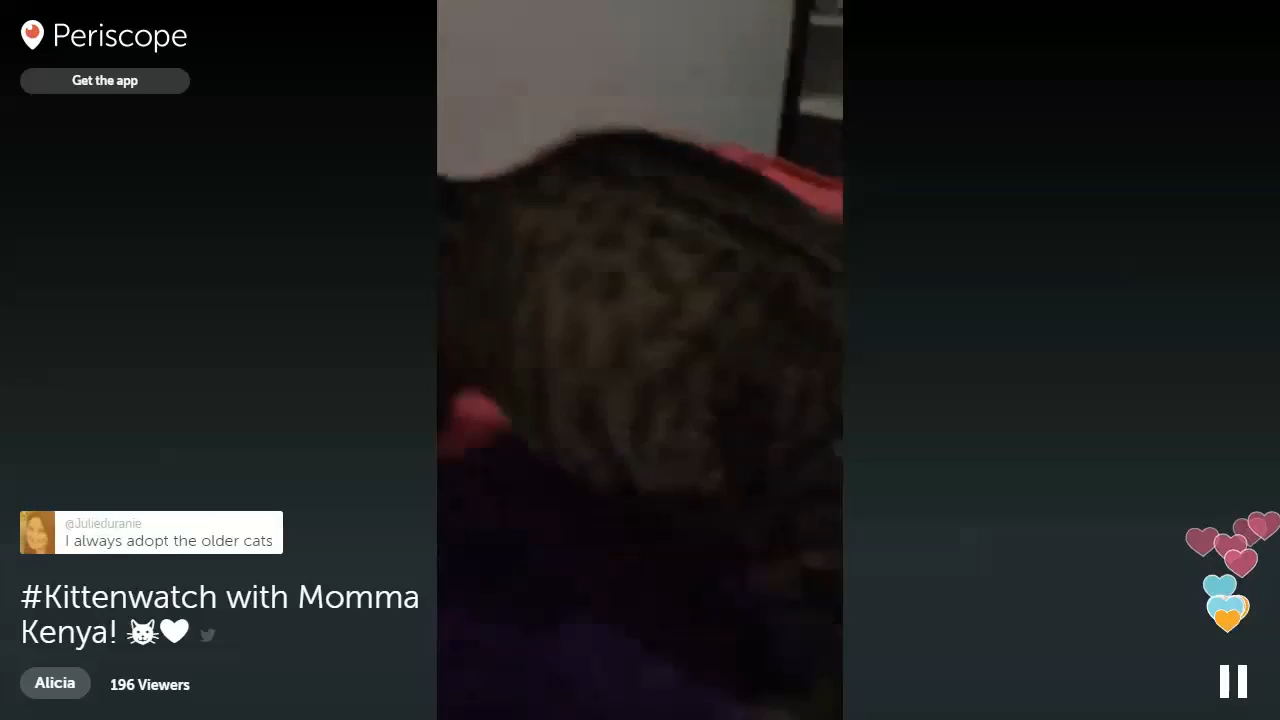 Periscope
Get the app
@Julieduranie
I always adopt the older cats
#Kittenwatch with Momma
Kenya! 😺🤍
Alicia
196 Viewers